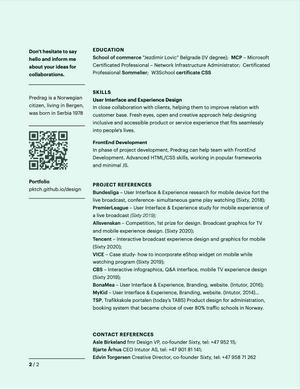 Don't hesitate to say
hello and inform me
about your ideas for
collaborations.
Predrag is a Norwegian
citizen, living in Bergen,
was born in Serbia 1978
Portfolio
pktch.github.io/design
EDUCATION
School of commerce "Jezdimir Lovic" Belgrade (IV degree); MCP – Microsoft
Certificated Professional – Network Infrastructure Administrator; Certificated
Professional Sommelier; W3School certificate CSS
SKILLS
User Interface and Experience Design
In close collaboration with clients, helping them to improve relation with
customer base. Fresh eyes, open and creative approach help designing
inclusive and accessible product or service experience that fits seamlessly
into people's lives.
FrontEnd Development
In phase of project development, Predrag can help team with FrontEnd
Development. Advanced HTML/CSS skills, working in popular frameworks
and minimal JS.
PROJECT REFERENCES
Bundesliga – User Interface & Experience research for mobile device fort the
live broadcast, conference- simultaneous game play watching (Sixty, 2018);
PremierLeague – User Interface & Experience study for mobile experience of
a live broadcast (Sixty 2019);
Allsvenskan – Competition, 1st prize for design. Broadcast graphics for TV
and mobile experience design. (Sixty 2020);
Tencent – Interactive broadcast experience design and graphics for mobile
(Sixty 2020);
VICE – Case study- how to incorporate eShop widget on mobile while
watching program (Sixty 2019);
CBS – Interactive infographics, Q&A Interface, mobile TV experience design
(Sixty 2019);
BonaMea – User Interface & Experience, Branding, website. (Intutor, 2016);
MyKid – User Interface & Experience, Branding, website. (Intutor, 2014)...
TSP, Trafikkskole portalen (today's TABS) Product design for administration,
booking system that became choice of over 80% traffic schools in Norway.
CONTACT REFERENCES
Asle Birkeland fmr Design VP, co-founder Sixty, tel: +47 952 15;
Bjarte Århus CEO Intutor AS, tel: +47 901 81 141;
Edvin Torgersen Creative Director, co-founder Sixty, tel: +47 958 71 262
2 / 2